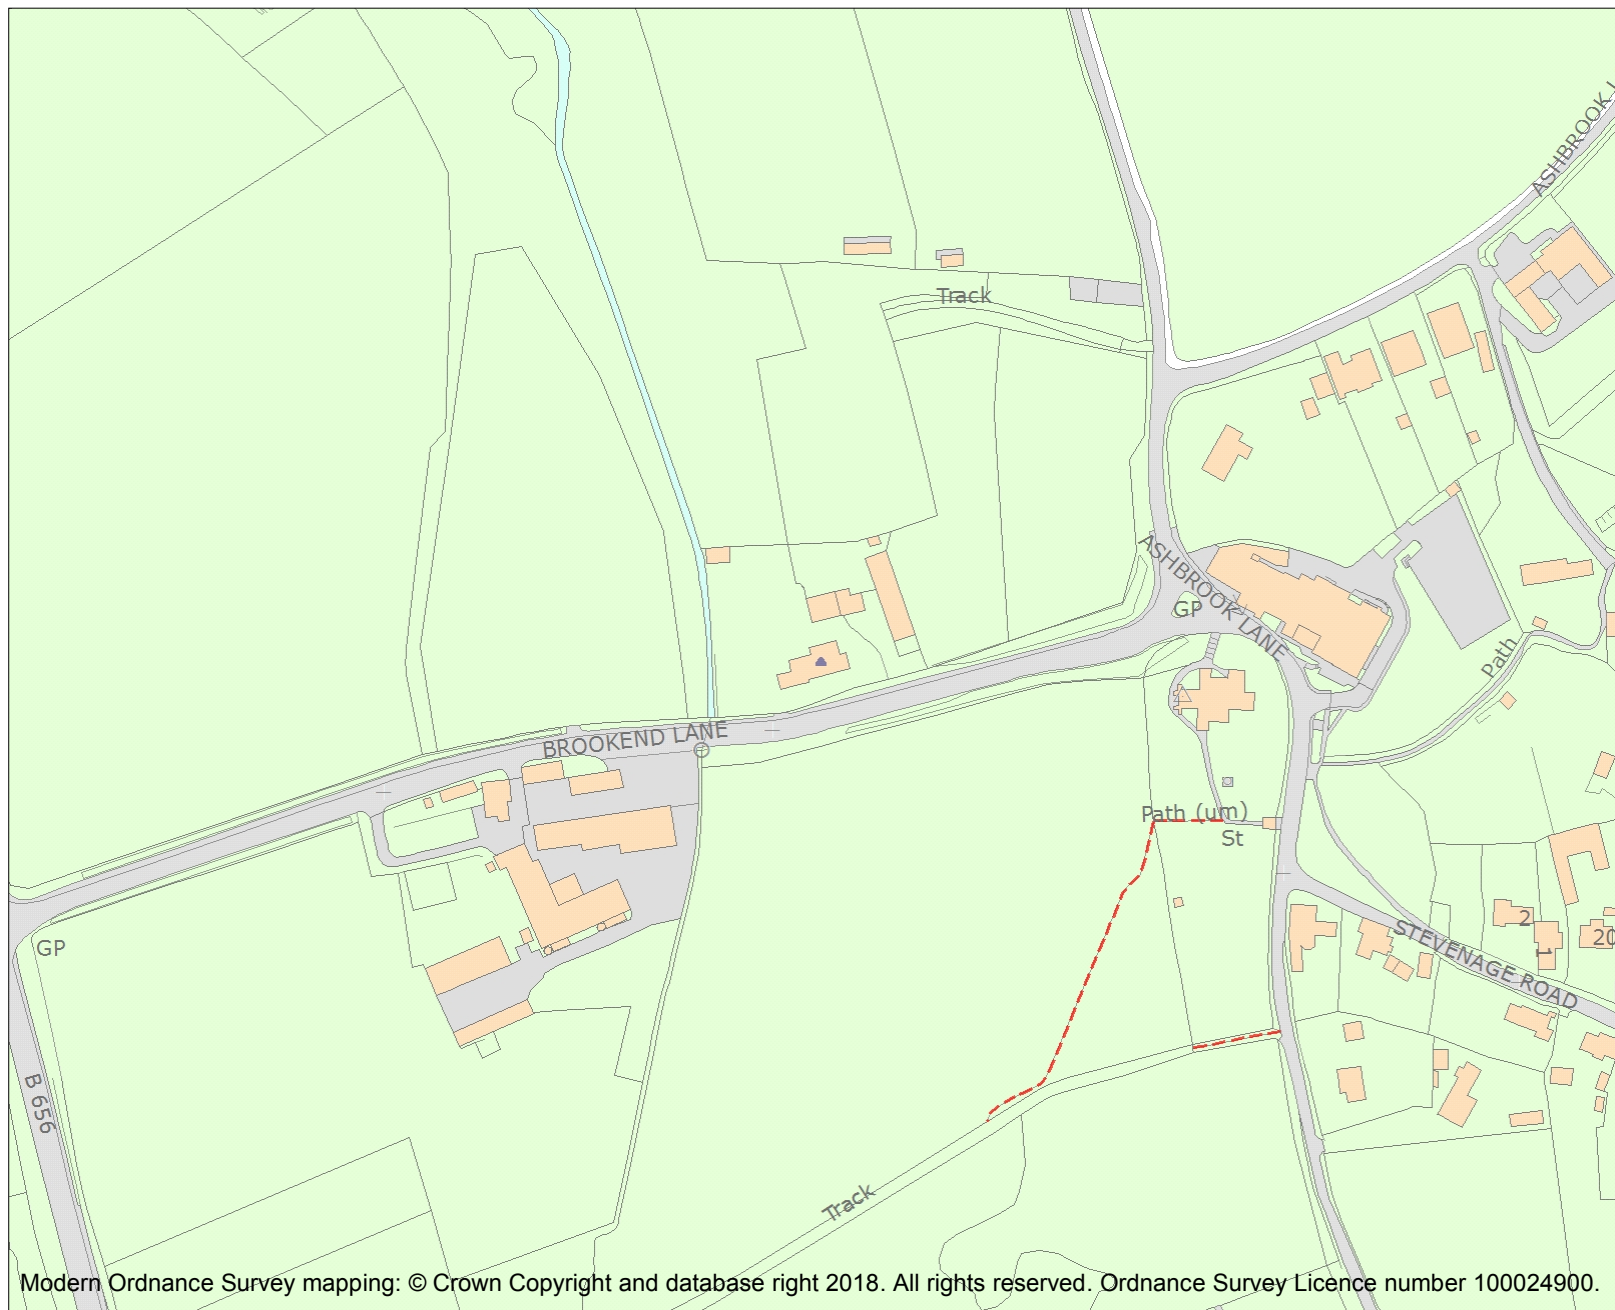 ASHBROOK L
Track
ASHBROOK LANE
GP
Path
BROOKEND LANE
Path (um)
St
GP
2
1
20
STEVENAGE ROAD
B 656
Track
Modern Ordnance Survey mapping: © Crown Copyright and database right 2018. All rights reserved. Ordnance Survey Licence number 100024900.